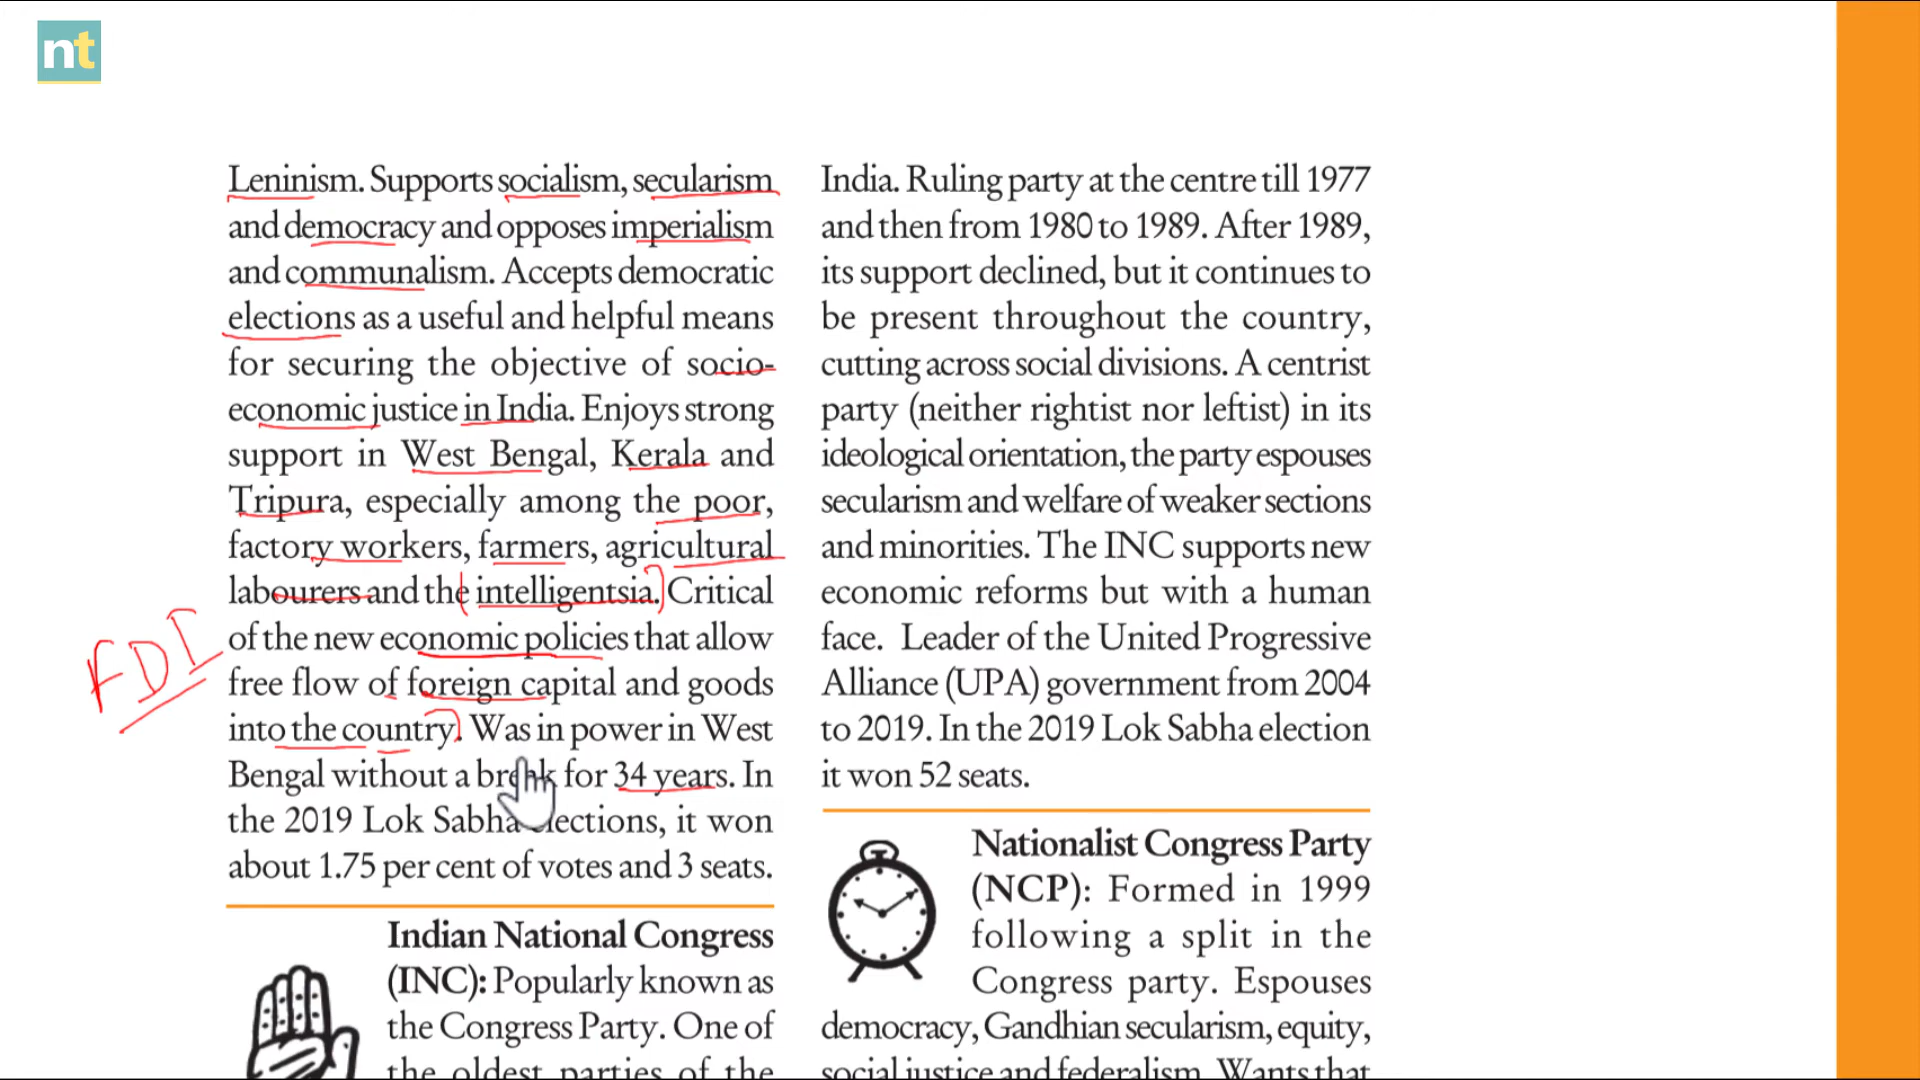 nt
Leninism. Supports socialism, secularism
and democracy and opposes imperialism
and communalism. Accepts democratic
elections as a useful and helpful means
for securing the objective of socio-
economic justice in India. Enjoys strong
support in West Bengal, Kerala and
Tripura, especially among the poor,
factory workers, farmers, agricultural
labourers and the intelligentsia. Critical
of the new economic policies that allow
free flow of foreign capital and goods
into the country. Was in power in West
Bengal without a break for 34 years. In
the 2019 Lok Sabha elections, it won
about 1.75 per cent of votes and 3 seats.
FDI
Indian National Congress
(INC): Popularly known as
the Congress Party. One of
the oldest parties of the
India. Ruling party at the centre till 1977
and then from 1980 to 1989. After 1989,
its support declined, but it continues to
be present throughout the country,
cutting across social divisions. A centrist
party (neither rightist nor leftist) in its
ideological orientation, the party espouses
secularism and welfare of weaker sections
and minorities. The INC supports new
economic reforms but with a human
face. Leader of the United Progressive
Alliance (UPA) government from 2004
to 2019. In the 2019 Lok Sabha election
it won 52 seats.
Nationalist Congress Party
(NCP): Formed in 1999
following a split in the
Congress party. Espouses
democracy, Gandhian secularism, equity,
social justice and federalism. Wants that